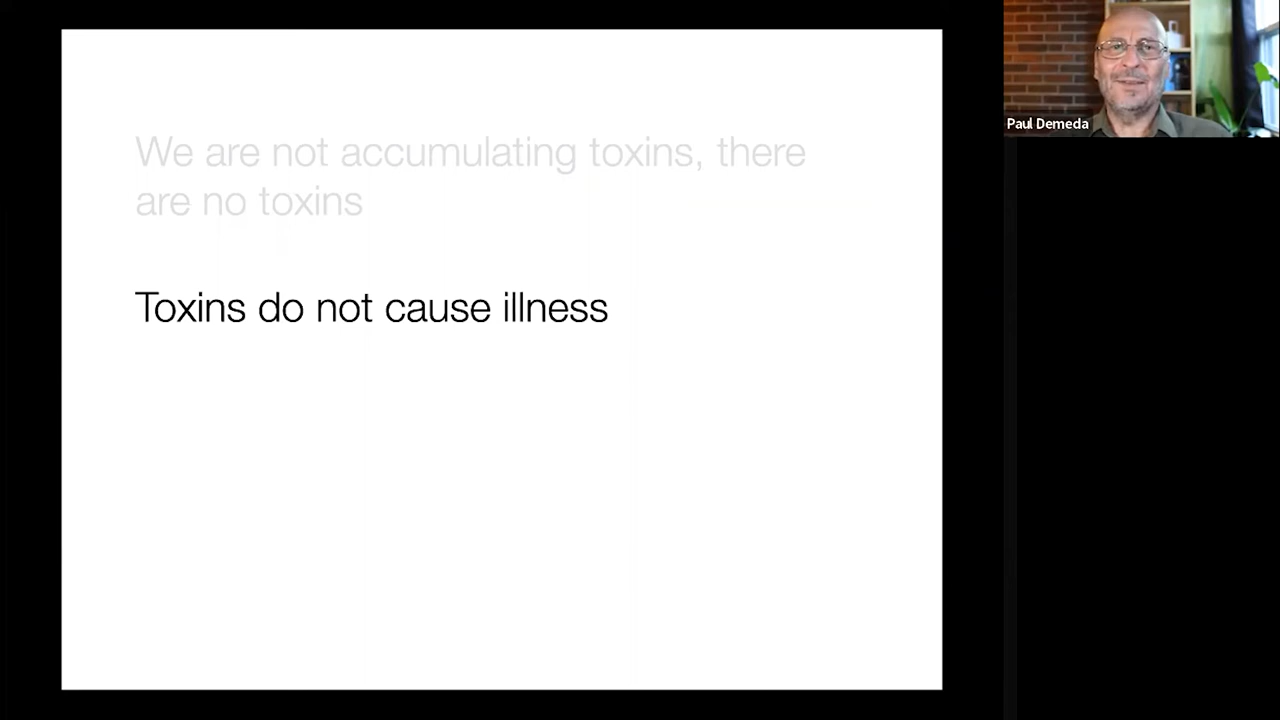 We are not accumulating toxins, there
are no toxins
Toxins do not cause illness
Paul Demeda